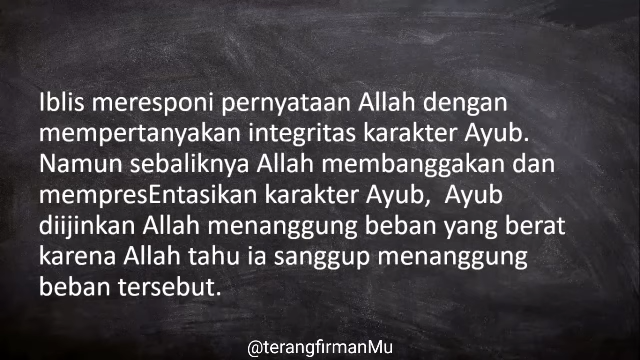 Iblis meresponi pernyataan Allah dengan
mempertanyakan integritas karakter Ayub.
Namun sebaliknya Allah membanggakan dan
mempresEntasikan karakter Ayub,  Ayub
diijinkan Allah menanggung beban yang berat
karena Allah tahu ia sanggup menanggung
beban tersebut.
@terangfirmanMu